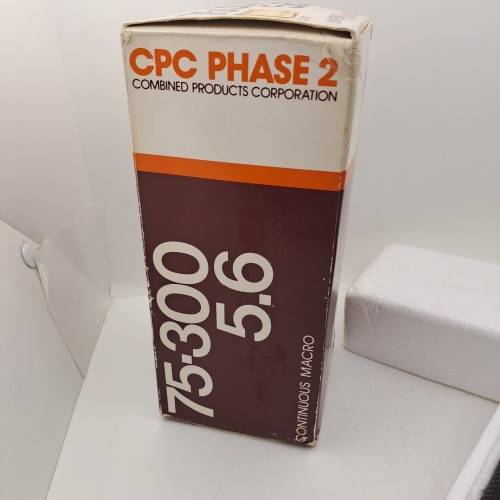 CPC PHASE 2
COMBINED PRODUCTS CORPORATION
75-300
5.6
CONTINUOUS MACRO